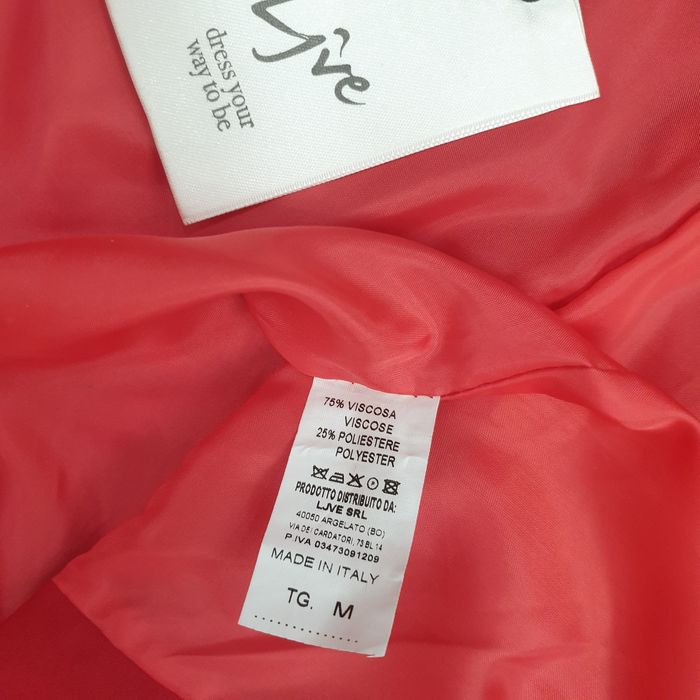 Ljve
dress your
way to be
75% VISCOSA
VISCOSE
25% POLIESTERE
POLYESTER
PRODOTTO DISTRIBUITO DA:
LJVE SRL
40050 ARGELATO (BO)
VIA DEI CARDATORI, 73 BL 14
P IVA 03473091209
MADE IN ITALY
TG. M